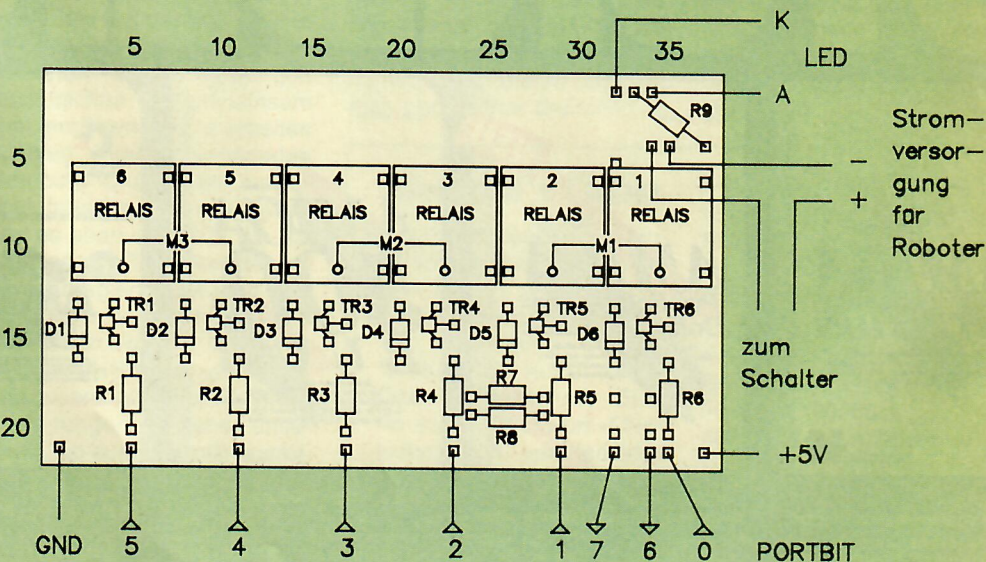 K
5 10 15 20 25 30 35
LED
A
R9
Strom-
versor-
gung
für
Roboter
−
+
5
6 5 4 3 2 1
RELAIS RELAIS RELAIS RELAIS RELAIS RELAIS
10
M3 M2 M1
TR1 TR2 TR3 TR4 TR5 TR6
D1 D2 D3 D4 D5 D6
15
zum
Schalter
R7
R1 R2 R3 R4 R5 R6
R8
20
+5V
GND 5 4 3 2 1 7 6 0 PORTBIT